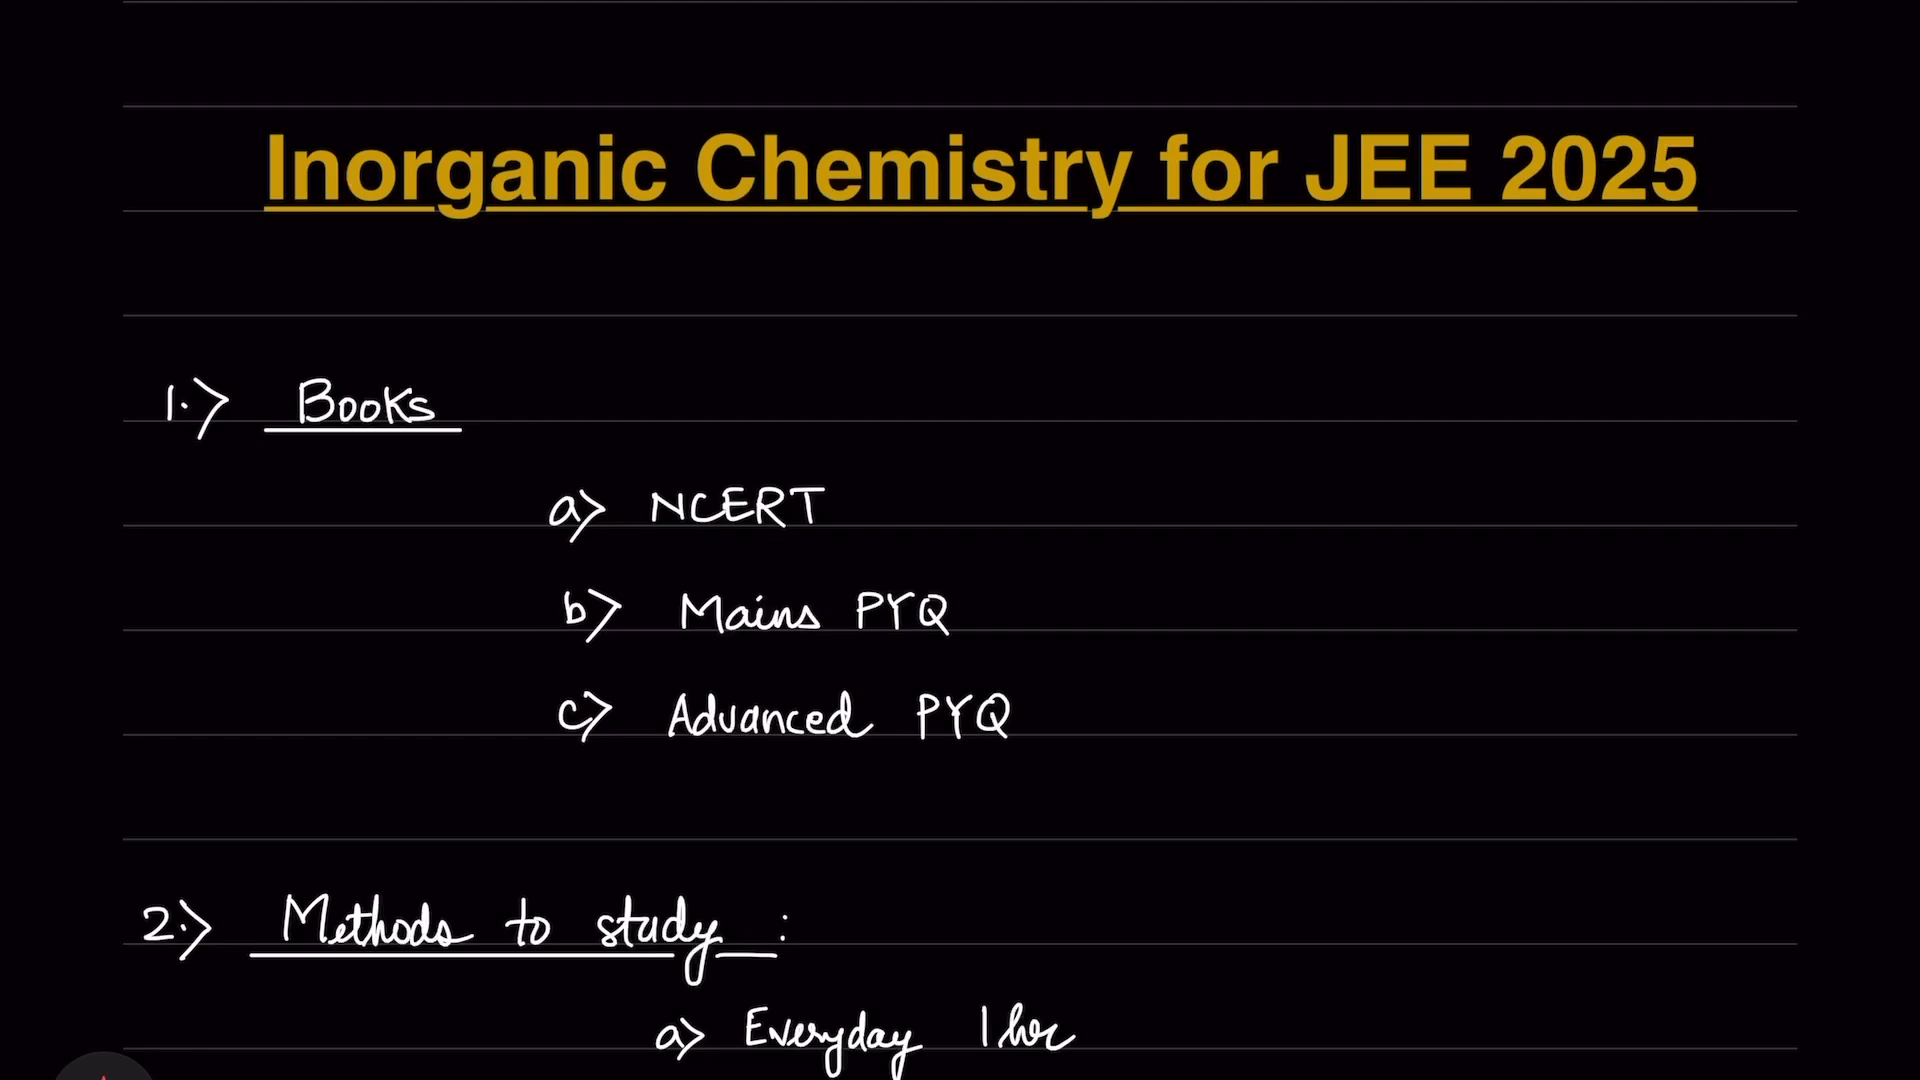 Inorganic Chemistry for JEE 2025
1.> Books
a> NCERT
b> Mains PYQ
c> Advanced PYQ
2.> Methods to study :
a> Everyday 1 hr